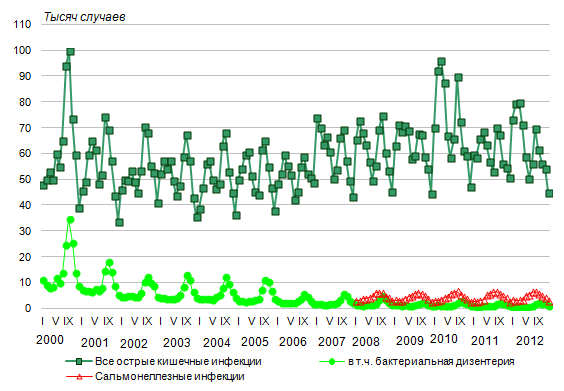 Тысяч случаев
110
100
90
80
70
60
50
40
30
20
10
0
I V IX I V IX I V IX I V IX I V IX I V IX I V IX I V IX I V IX I V IX I V IX I V IX I V IX
2000 2001 2002 2003 2004 2005 2006 2007 2008 2009 2010 2011 2012
Все острые кишечные инфекции
в т.ч. бактериальная дизентерия
Сальмонеллезные инфекции